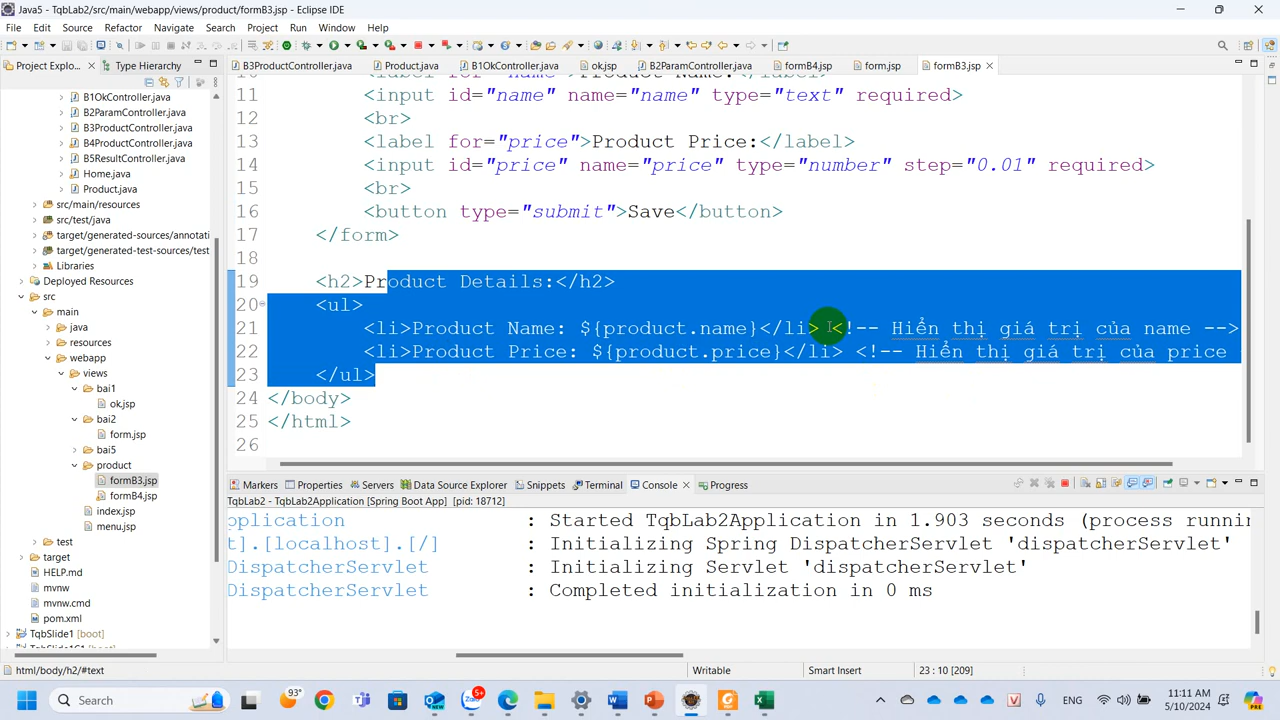 TqbLab2/src/main/webapp/views/product/formB3.jsp - Eclipse IDE
File Edit Source Refactor Navigate Search Project Run Window Help
Project Explo... Type Hierarchy
B3ProductController.java Product.java B1OkController.java ok.jsp B2ParamController.java formB4.jsp form.jsp formB3.jsp
B1OkController.java
B2ParamController.java
B3ProductController.java
B4ProductController.java
B5ResultController.java
Home.java
Product.java
src/main/resources
src/test/java
target/generated-sources/annotati
target/generated-test-sources/test
Libraries
Deployed Resources
src
main
java
resources
webapp
views
bai1
ok.jsp
bai2
form.jsp
bai5
product
formB3.jsp
formB4.jsp
index.jsp
menu.jsp
test
target
HELP.md
mvnw
mvnw.cmd
pom.xml
TqbSlide1 [boot]
11 <input id="name" name="name" type="text" required>
12 <br>
13 <label for="price">Product Price:</label>
14 <input id="price" name="price" type="number" step="0.01" required>
15 <br>
16 <button type="submit">Save</button>
17 </form>
18
19 <h2>Product Details:</h2>
20 <ul>
21 <li>Product Name: ${product.name}</li> <!-- Hiển thị giá trị của name -->
22 <li>Product Price: ${product.price}</li> <!-- Hiển thị giá trị của price
23 </ul>
24 </body>
25 </html>
26
Markers Properties Servers Data Source Explorer Snippets Terminal Console Progress
TqbLab2 - TqbLab2Application [Spring Boot App] [pid: 18712]
pplication : Started TqbLab2Application in 1.903 seconds (process runnin
t].[localhost].[/] : Initializing Spring DispatcherServlet 'dispatcherServlet'
DispatcherServlet : Initializing Servlet 'dispatcherServlet'
DispatcherServlet : Completed initialization in 0 ms
html/body/h2/#text Writable Smart Insert 23 : 10 [209]
Search 93° 5+ ENG 11:11 AM
5/10/2024